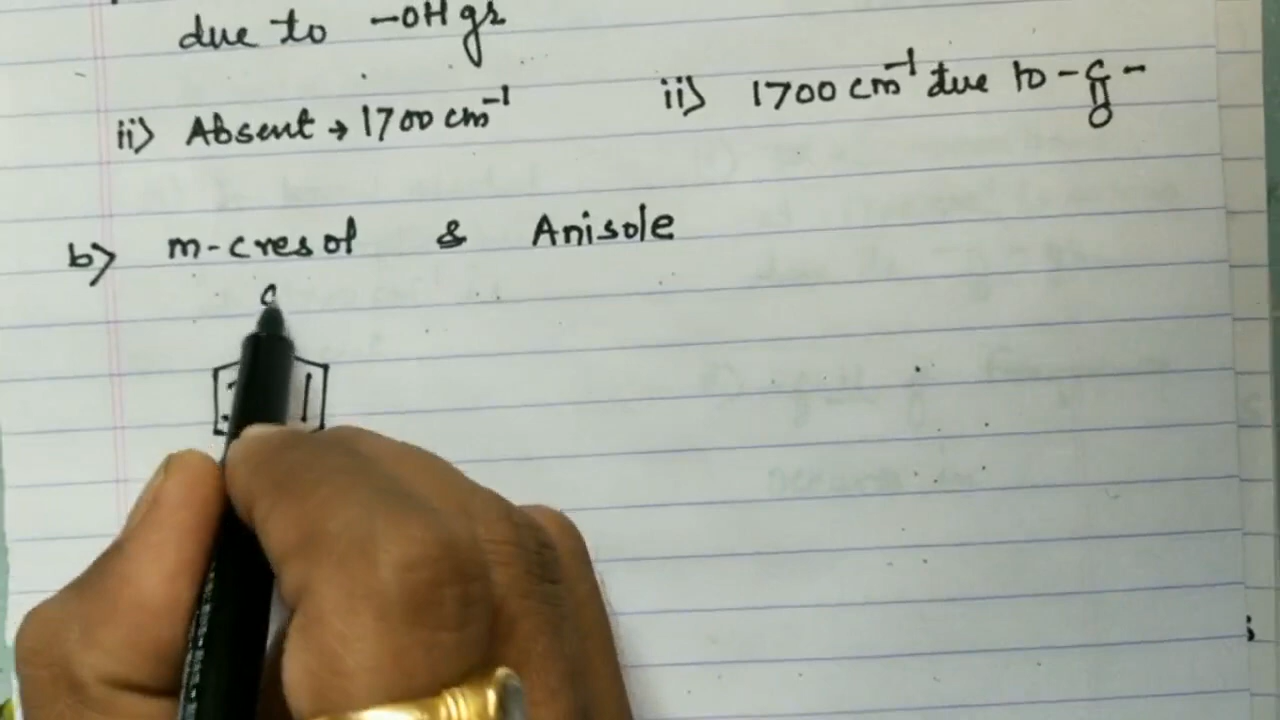 due to -OH gr
ii) Absent → 1700 cm⁻¹
ii) 1700 cm⁻¹ due to -C-
O
b) m-cresol & Anisole